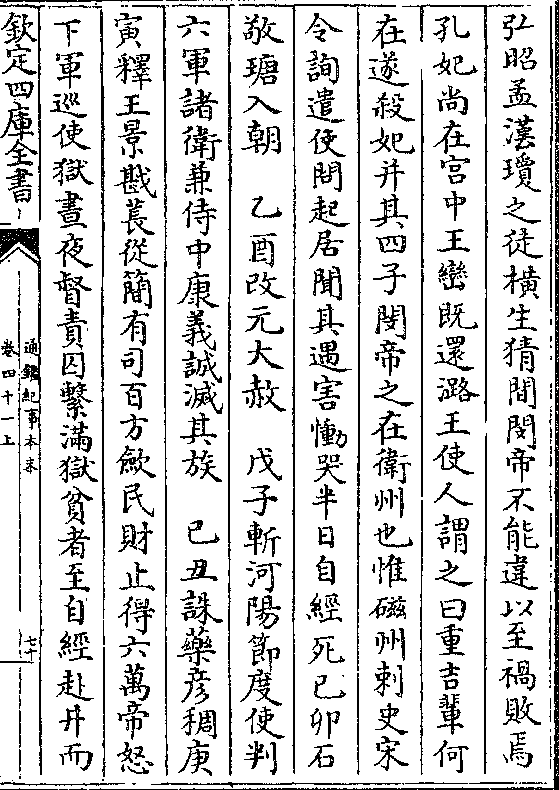 弘昭孟漢瓊之徒横生猜間閔帝不能違以至禍敗焉
孔妃尚在宫中王巒既還潞王使人謂之曰重吉輩何
在遂殺妃并其四子閔帝之在衛州也惟磁州刺史宋
令詢遣使問起居聞其遇害慟哭半日自經死己卯石
敬瑭入朝　乙酉改元大赦　戊子斬河陽節度使判
六軍諸衛兼侍中康義誠滅其族　己丑誅藥彦稠庚
寅釋王景戡萇從簡有司百方斂民財止得六萬帝怒
下軍巡使獄晝夜督責囚繫滿獄貧者至自經赴井而
欽定四庫全書
通鑑紀事本末
卷四十一上
七十